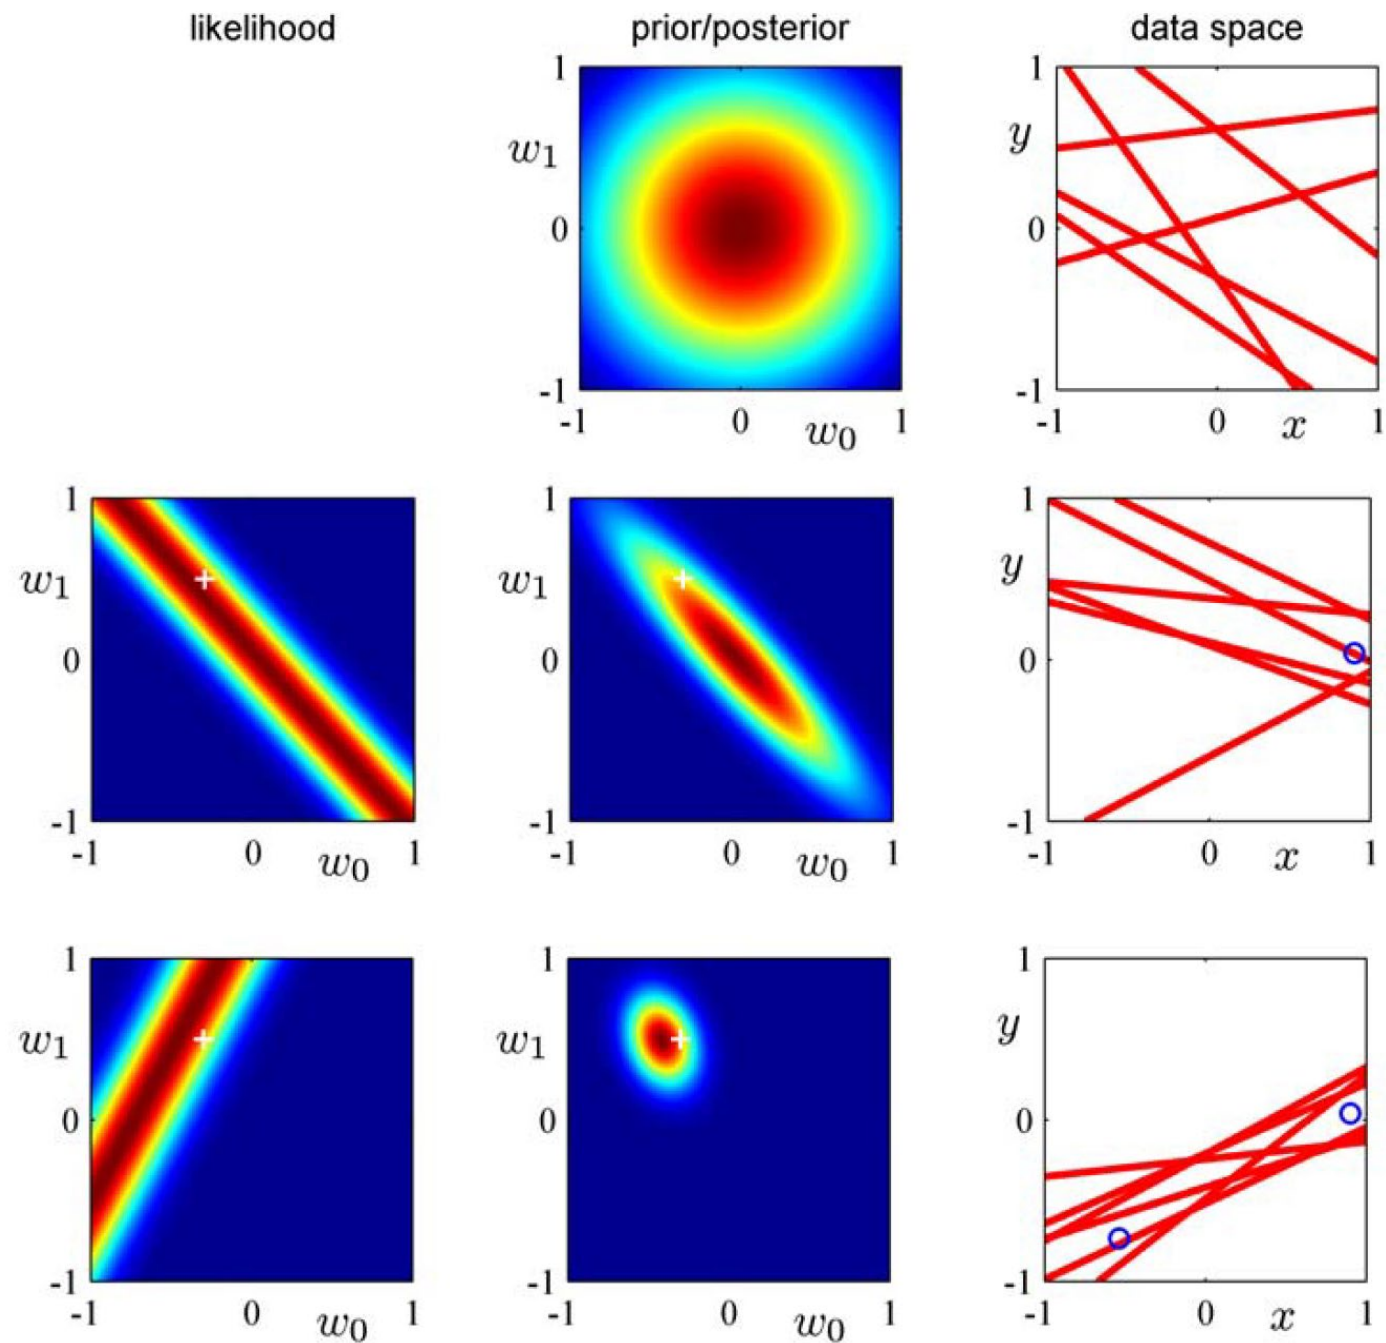 likelihood prior/posterior data space
1 1
w₁ y
0 0
-1 -1
-1 0 w₀ 1 -1 0 x 1
1 1 1
w₁ w₁ y
0 0 0
-1 -1 -1
-1 0 w₀ 1 -1 0 w₀ 1 -1 0 x 1
1 1 1
w₁ w₁ y
0 0 0
-1 -1 -1
-1 0 w₀ 1 -1 0 w₀ 1 -1 0 x 1